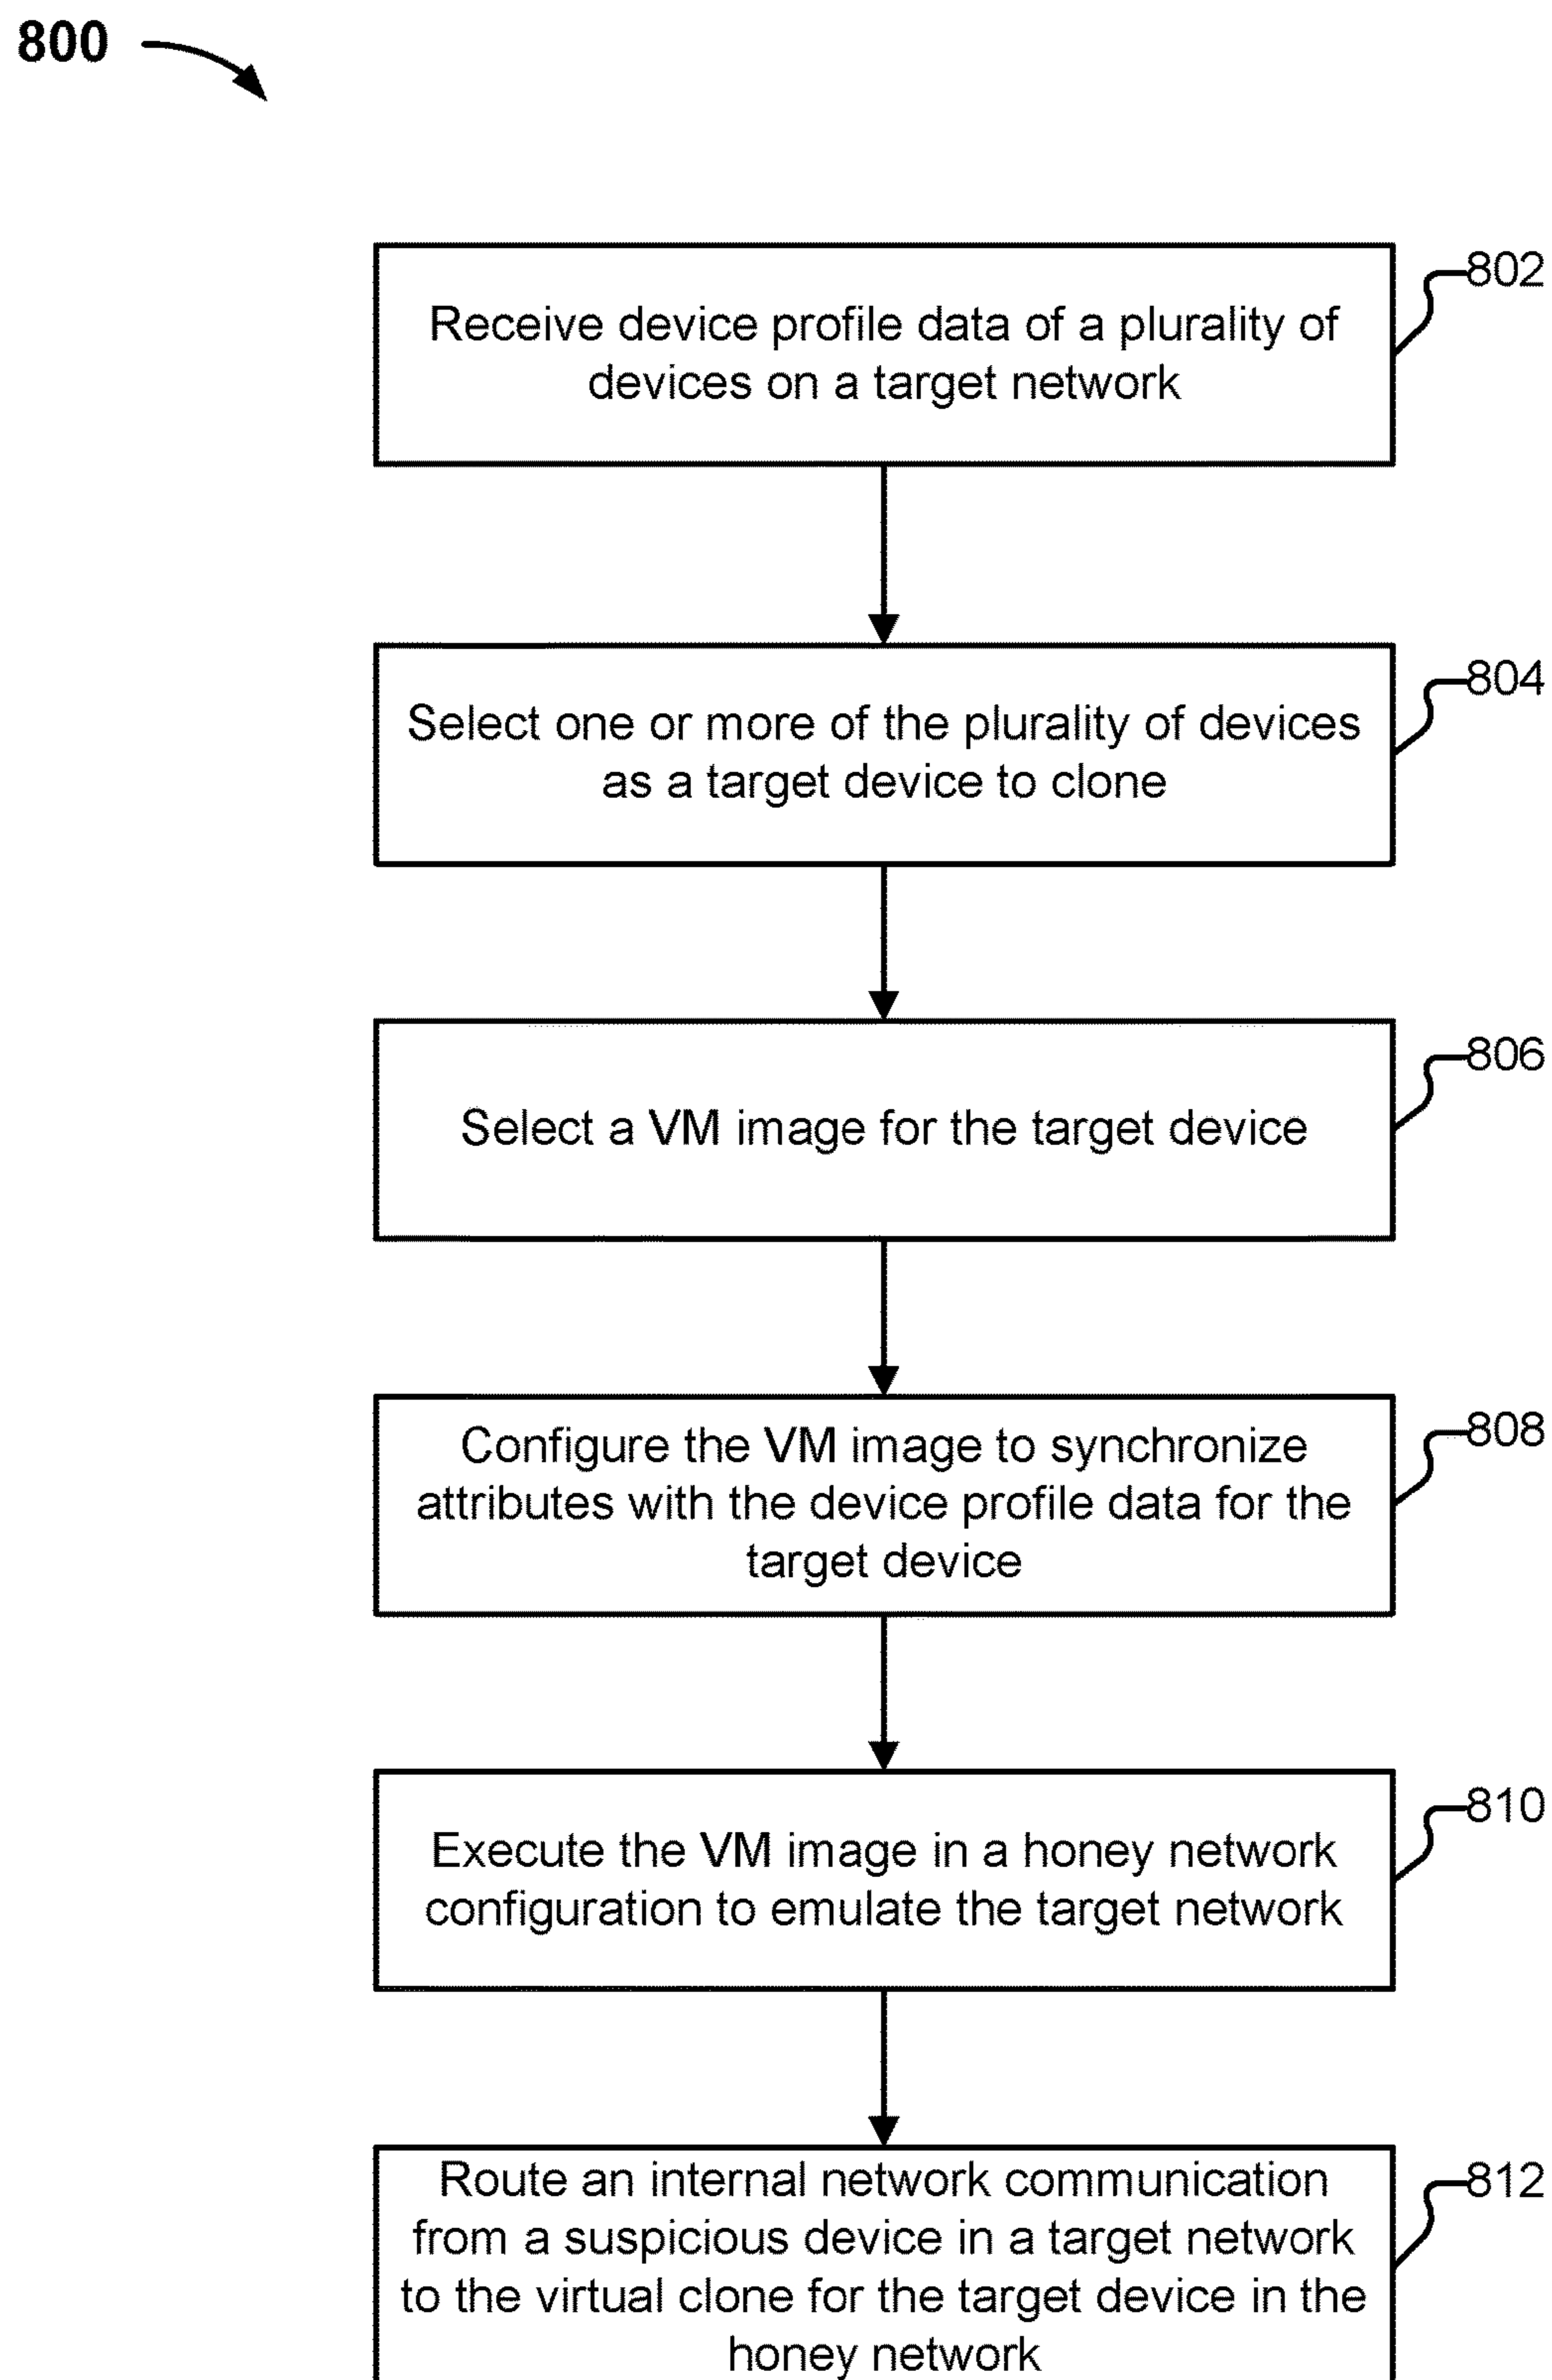 800
802
Receive device profile data of a plurality of
devices on a target network
804
Select one or more of the plurality of devices
as a target device to clone
806
Select a VM image for the target device
808
Configure the VM image to synchronize
attributes with the device profile data for the
target device
810
Execute the VM image in a honey network
configuration to emulate the target network
812
Route an internal network communication
from a suspicious device in a target network
to the virtual clone for the target device in the
honey network